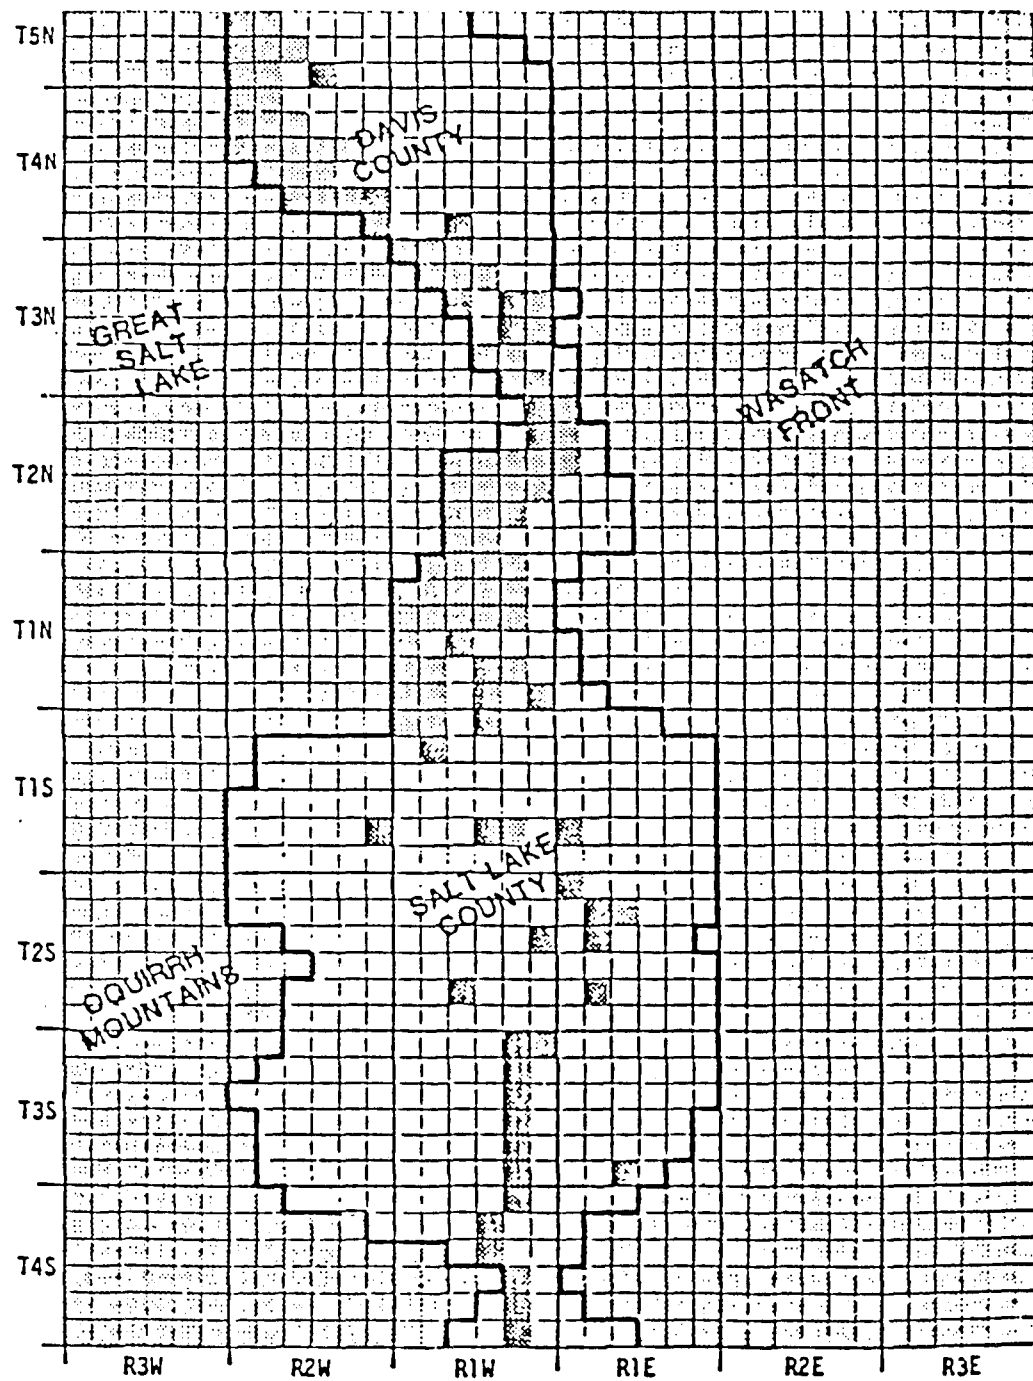 T5N
DAVIS
COUNTY
T4N
T3N
GREAT
SALT
LAKE
WASATCH
FRONT
T2N
T1N
T1S
SALT LAKE
COUNTY
T2S
OQUIRRH
MOUNTAINS
T3S
T4S
R3W R2W R1W R1E R2E R3E